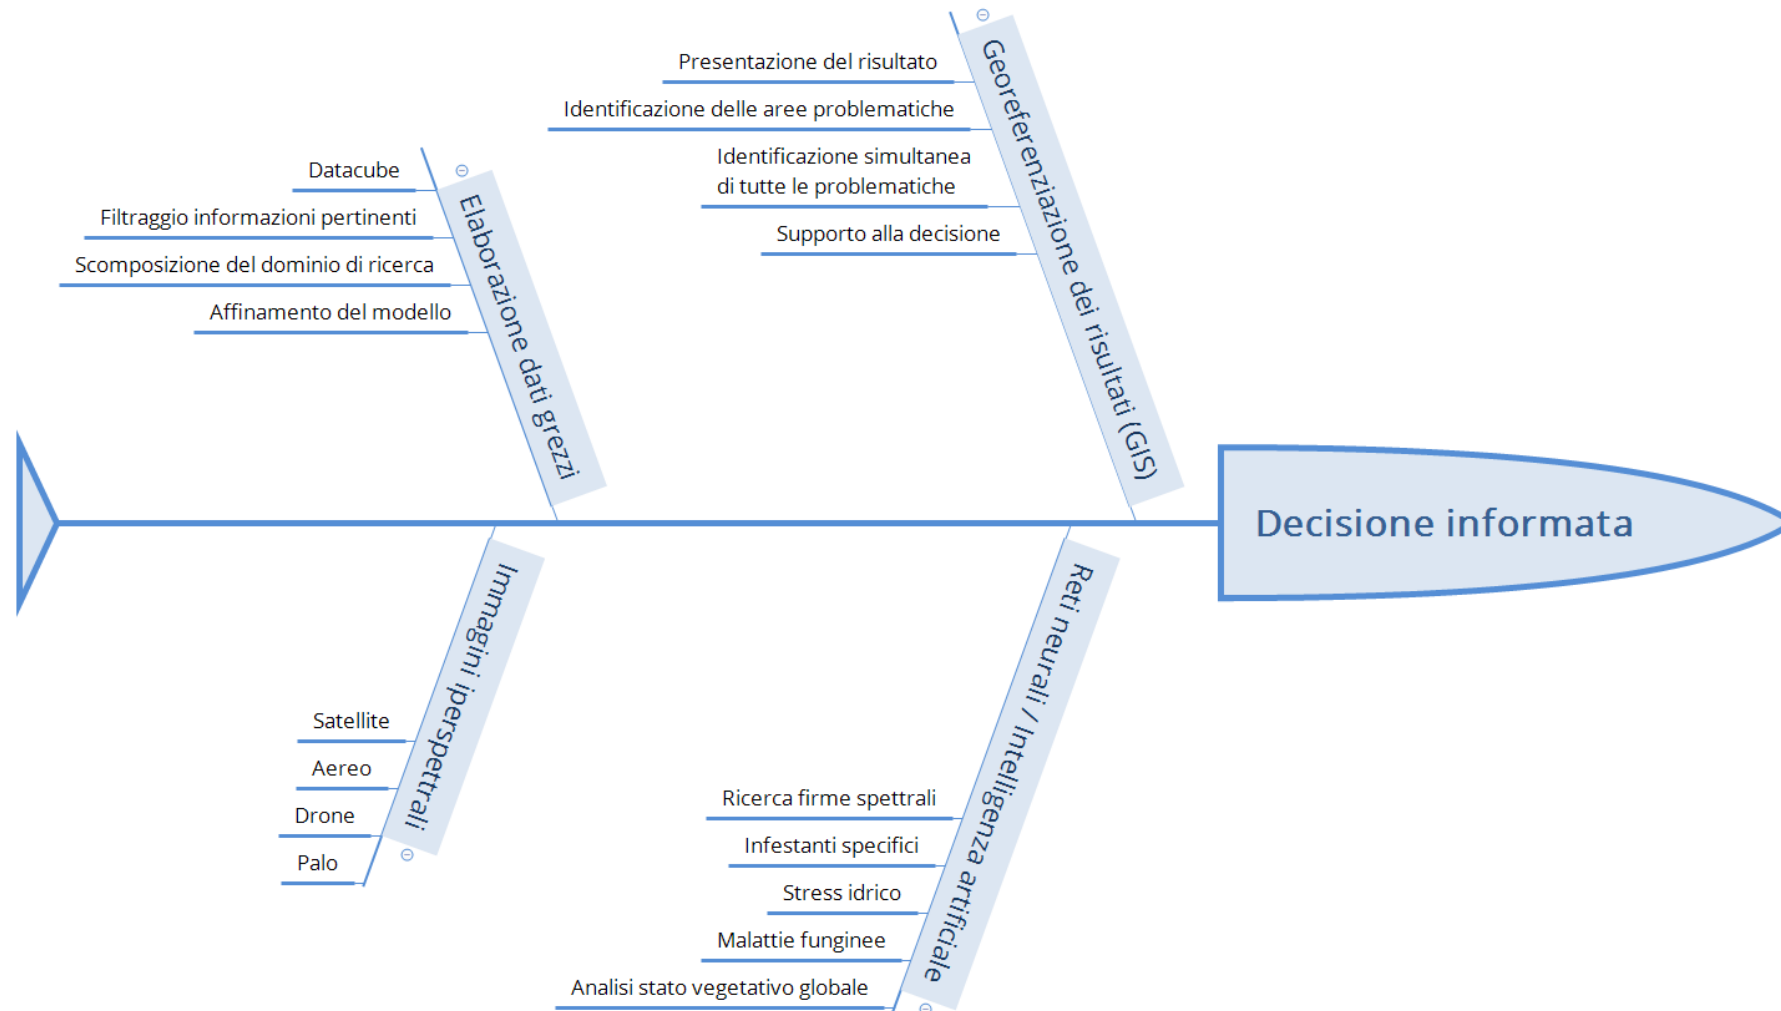 Presentazione del risultato
Identificazione delle aree problematiche
Identificazione simultanea
di tutte le problematiche
Supporto alla decisione
Georeferenziazione dei risultati (GIS)
Datacube
Filtraggio informazioni pertinenti
Scomposizione del dominio di ricerca
Affinamento del modello
Elaborazione dati grezzi
Decisione informata
Immagini iperspettrali
Satellite
Aereo
Drone
Palo
Reti neurali / Intelligenza artificiale
Ricerca firme spettrali
Infestanti specifici
Stress idrico
Malattie funginee
Analisi stato vegetativo globale